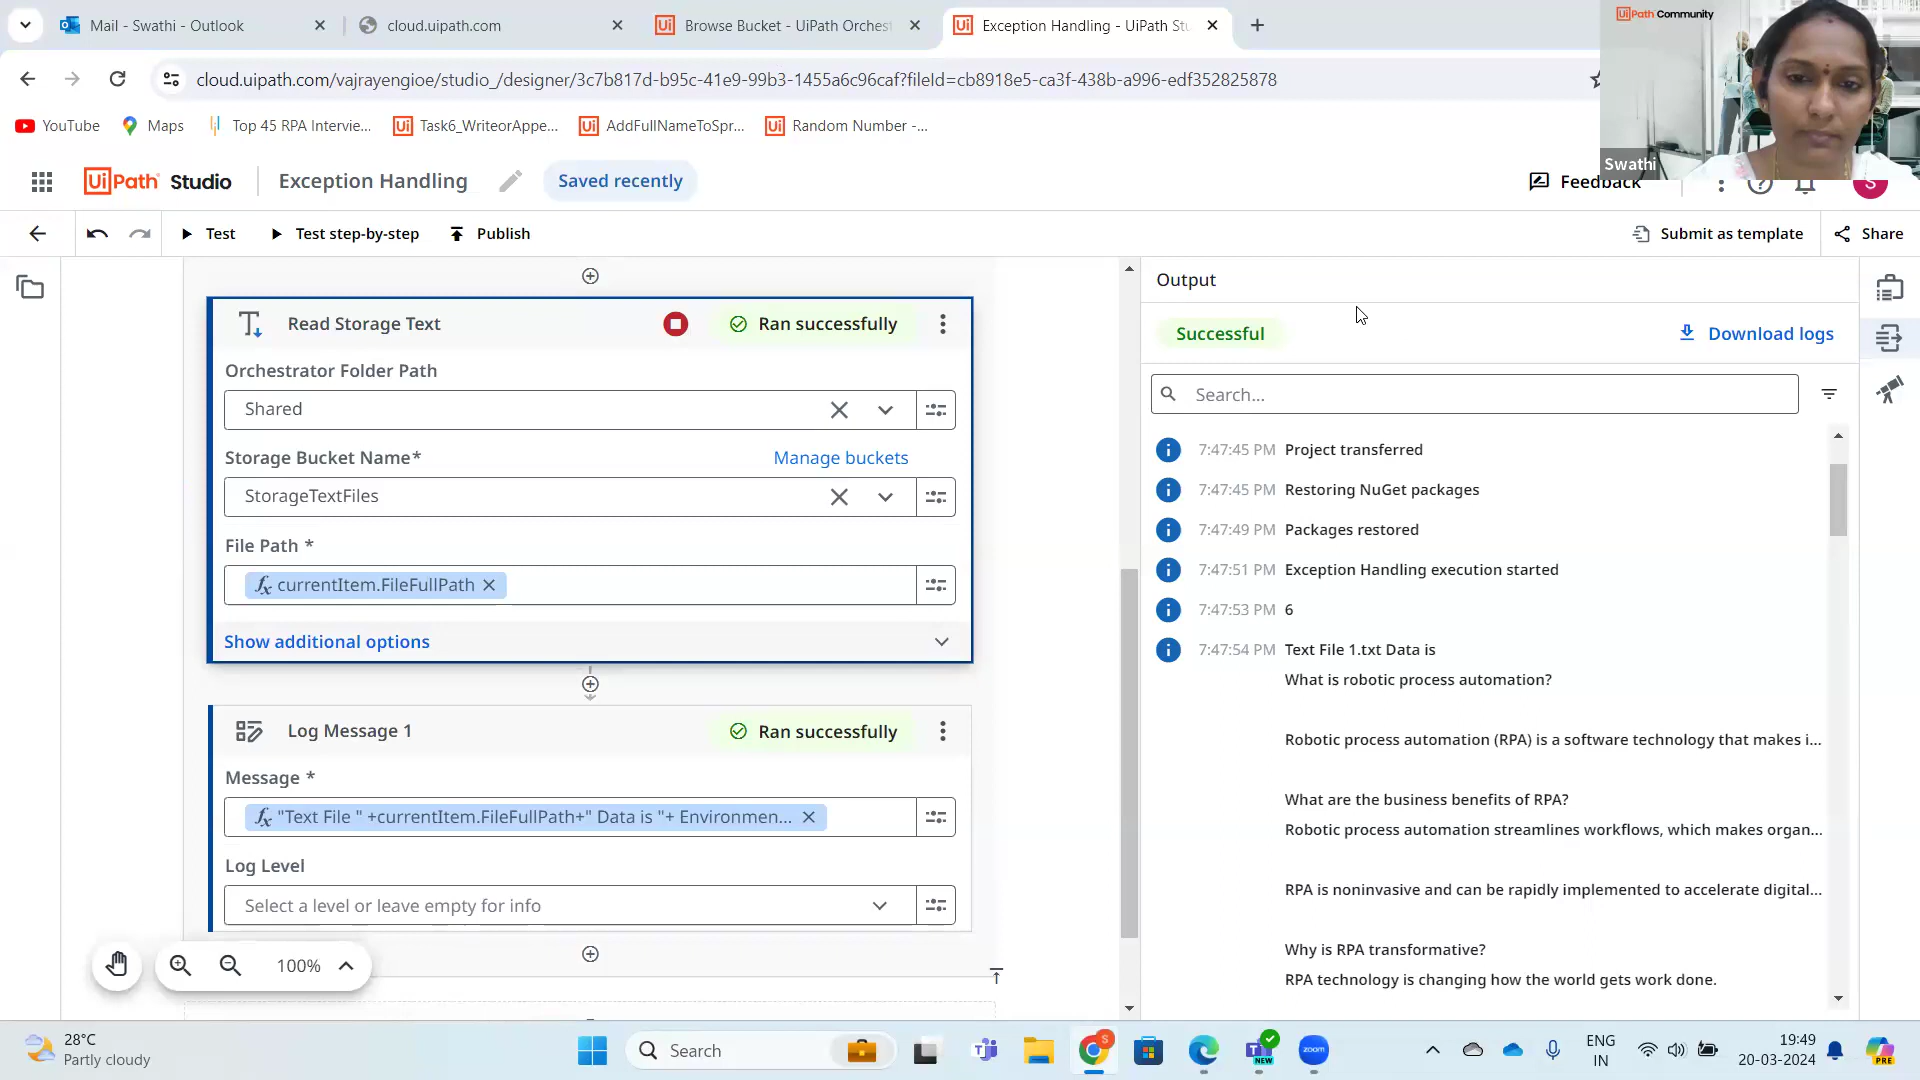 Mail - Swathi - Outlook
cloud.uipath.com
Browse Bucket - UiPath Orchest
Exception Handling - UiPath Stu
UiPath Community
cloud.uipath.com/vajrayengioe/studio_/designer/3c7b817d-b95c-41e9-99b3-1455a6c96caf?fileId=cb8918e5-ca3f-438b-a996-edf352825878
YouTube
Maps
Top 45 RPA Intervie...
Task6_WriteorAppe...
AddFullNameToSpr...
Random Number -...
Swathi
UiPath Studio
Exception Handling
Saved recently
Feedback
S
Test
Test step-by-step
Publish
Submit as template
Share
Read Storage Text
Ran successfully
Orchestrator Folder Path
Shared
Storage Bucket Name*
Manage buckets
StorageTextFiles
File Path *
fx currentItem.FileFullPath
Show additional options
Log Message 1
Ran successfully
Message *
fx "Text File " +currentItem.FileFullPath+" Data is "+ Environmen...
Log Level
Select a level or leave empty for info
100%
Output
Successful
Download logs
Search...
7:47:45 PM Project transferred
7:47:45 PM Restoring NuGet packages
7:47:49 PM Packages restored
7:47:51 PM Exception Handling execution started
7:47:53 PM 6
7:47:54 PM Text File 1.txt Data is
What is robotic process automation?
Robotic process automation (RPA) is a software technology that makes i...
What are the business benefits of RPA?
Robotic process automation streamlines workflows, which makes organ...
RPA is noninvasive and can be rapidly implemented to accelerate digital...
Why is RPA transformative?
RPA technology is changing how the world gets work done.
28°C
Partly cloudy
Search
S
NEW
zoom
ENG
IN
19:49
20-03-2024
PRE